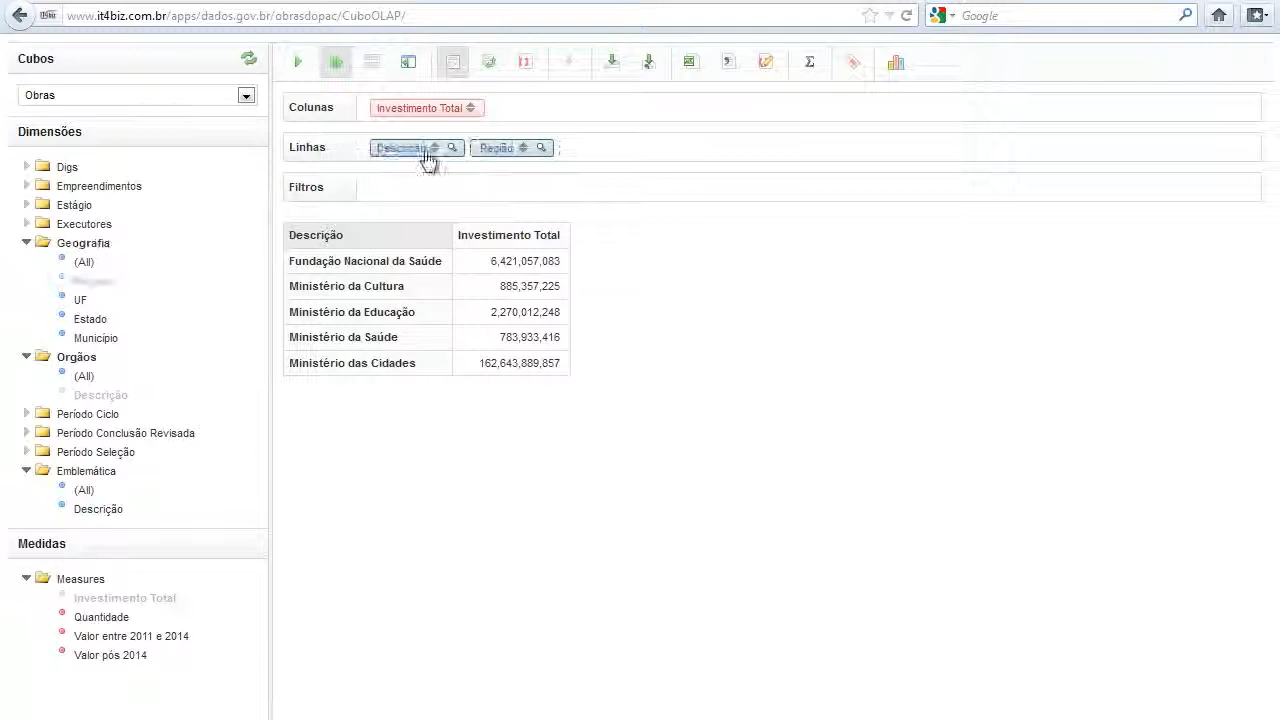 www.it4biz.com.br/apps/dados.gov.br/obrasdopac/CuboOLAP/
Google
Cubos
Obras
Dimensões
Digs
Empreendimentos
Estágio
Executores
Geografia
(All)
UF
Estado
Município
Orgãos
(All)
Descrição
Período Ciclo
Período Conclusão Revisada
Período Seleção
Emblemática
(All)
Descrição
Medidas
Measures
Investimento Total
Quantidade
Valor entre 2011 e 2014
Valor pós 2014
Colunas Investimento Total
Linhas Descrição Região
Filtros
Descrição Investimento Total
Fundação Nacional da Saúde 6,421,057,083
Ministério da Cultura 885,357,225
Ministério da Educação 2,270,012,248
Ministério da Saúde 783,933,416
Ministério das Cidades 162,643,889,857